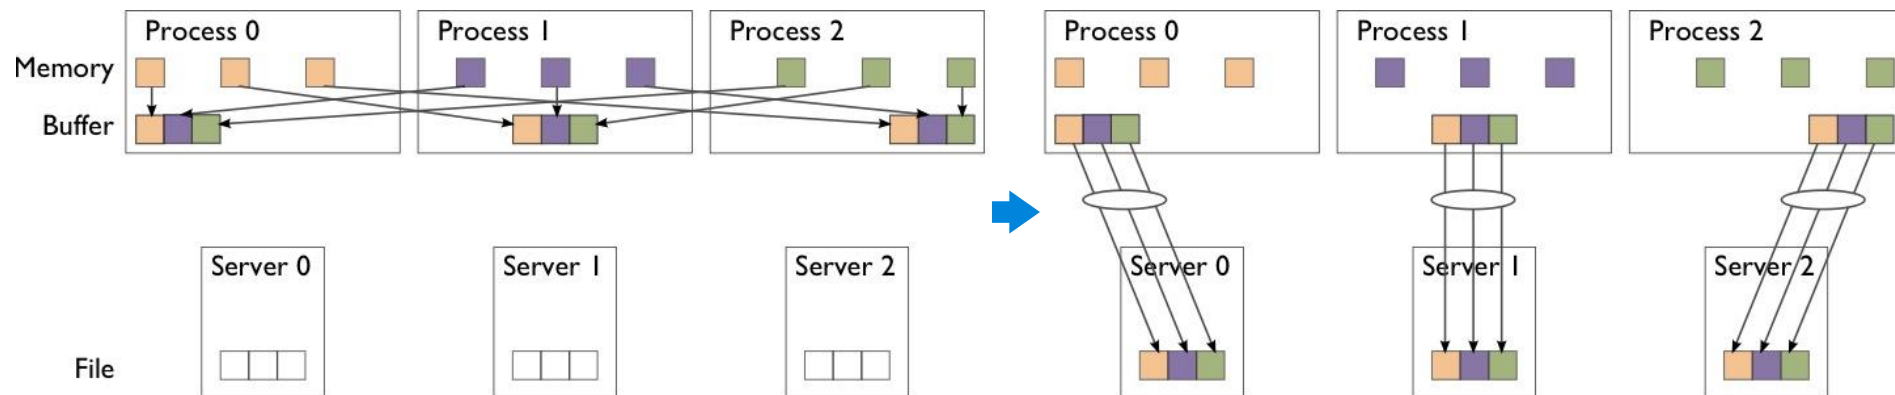 Process 0 Process 1 Process 2 Process 0 Process 1 Process 2
Memory
Buffer
Server 0 Server 1 Server 2 Server 0 Server 1 Server 2
File